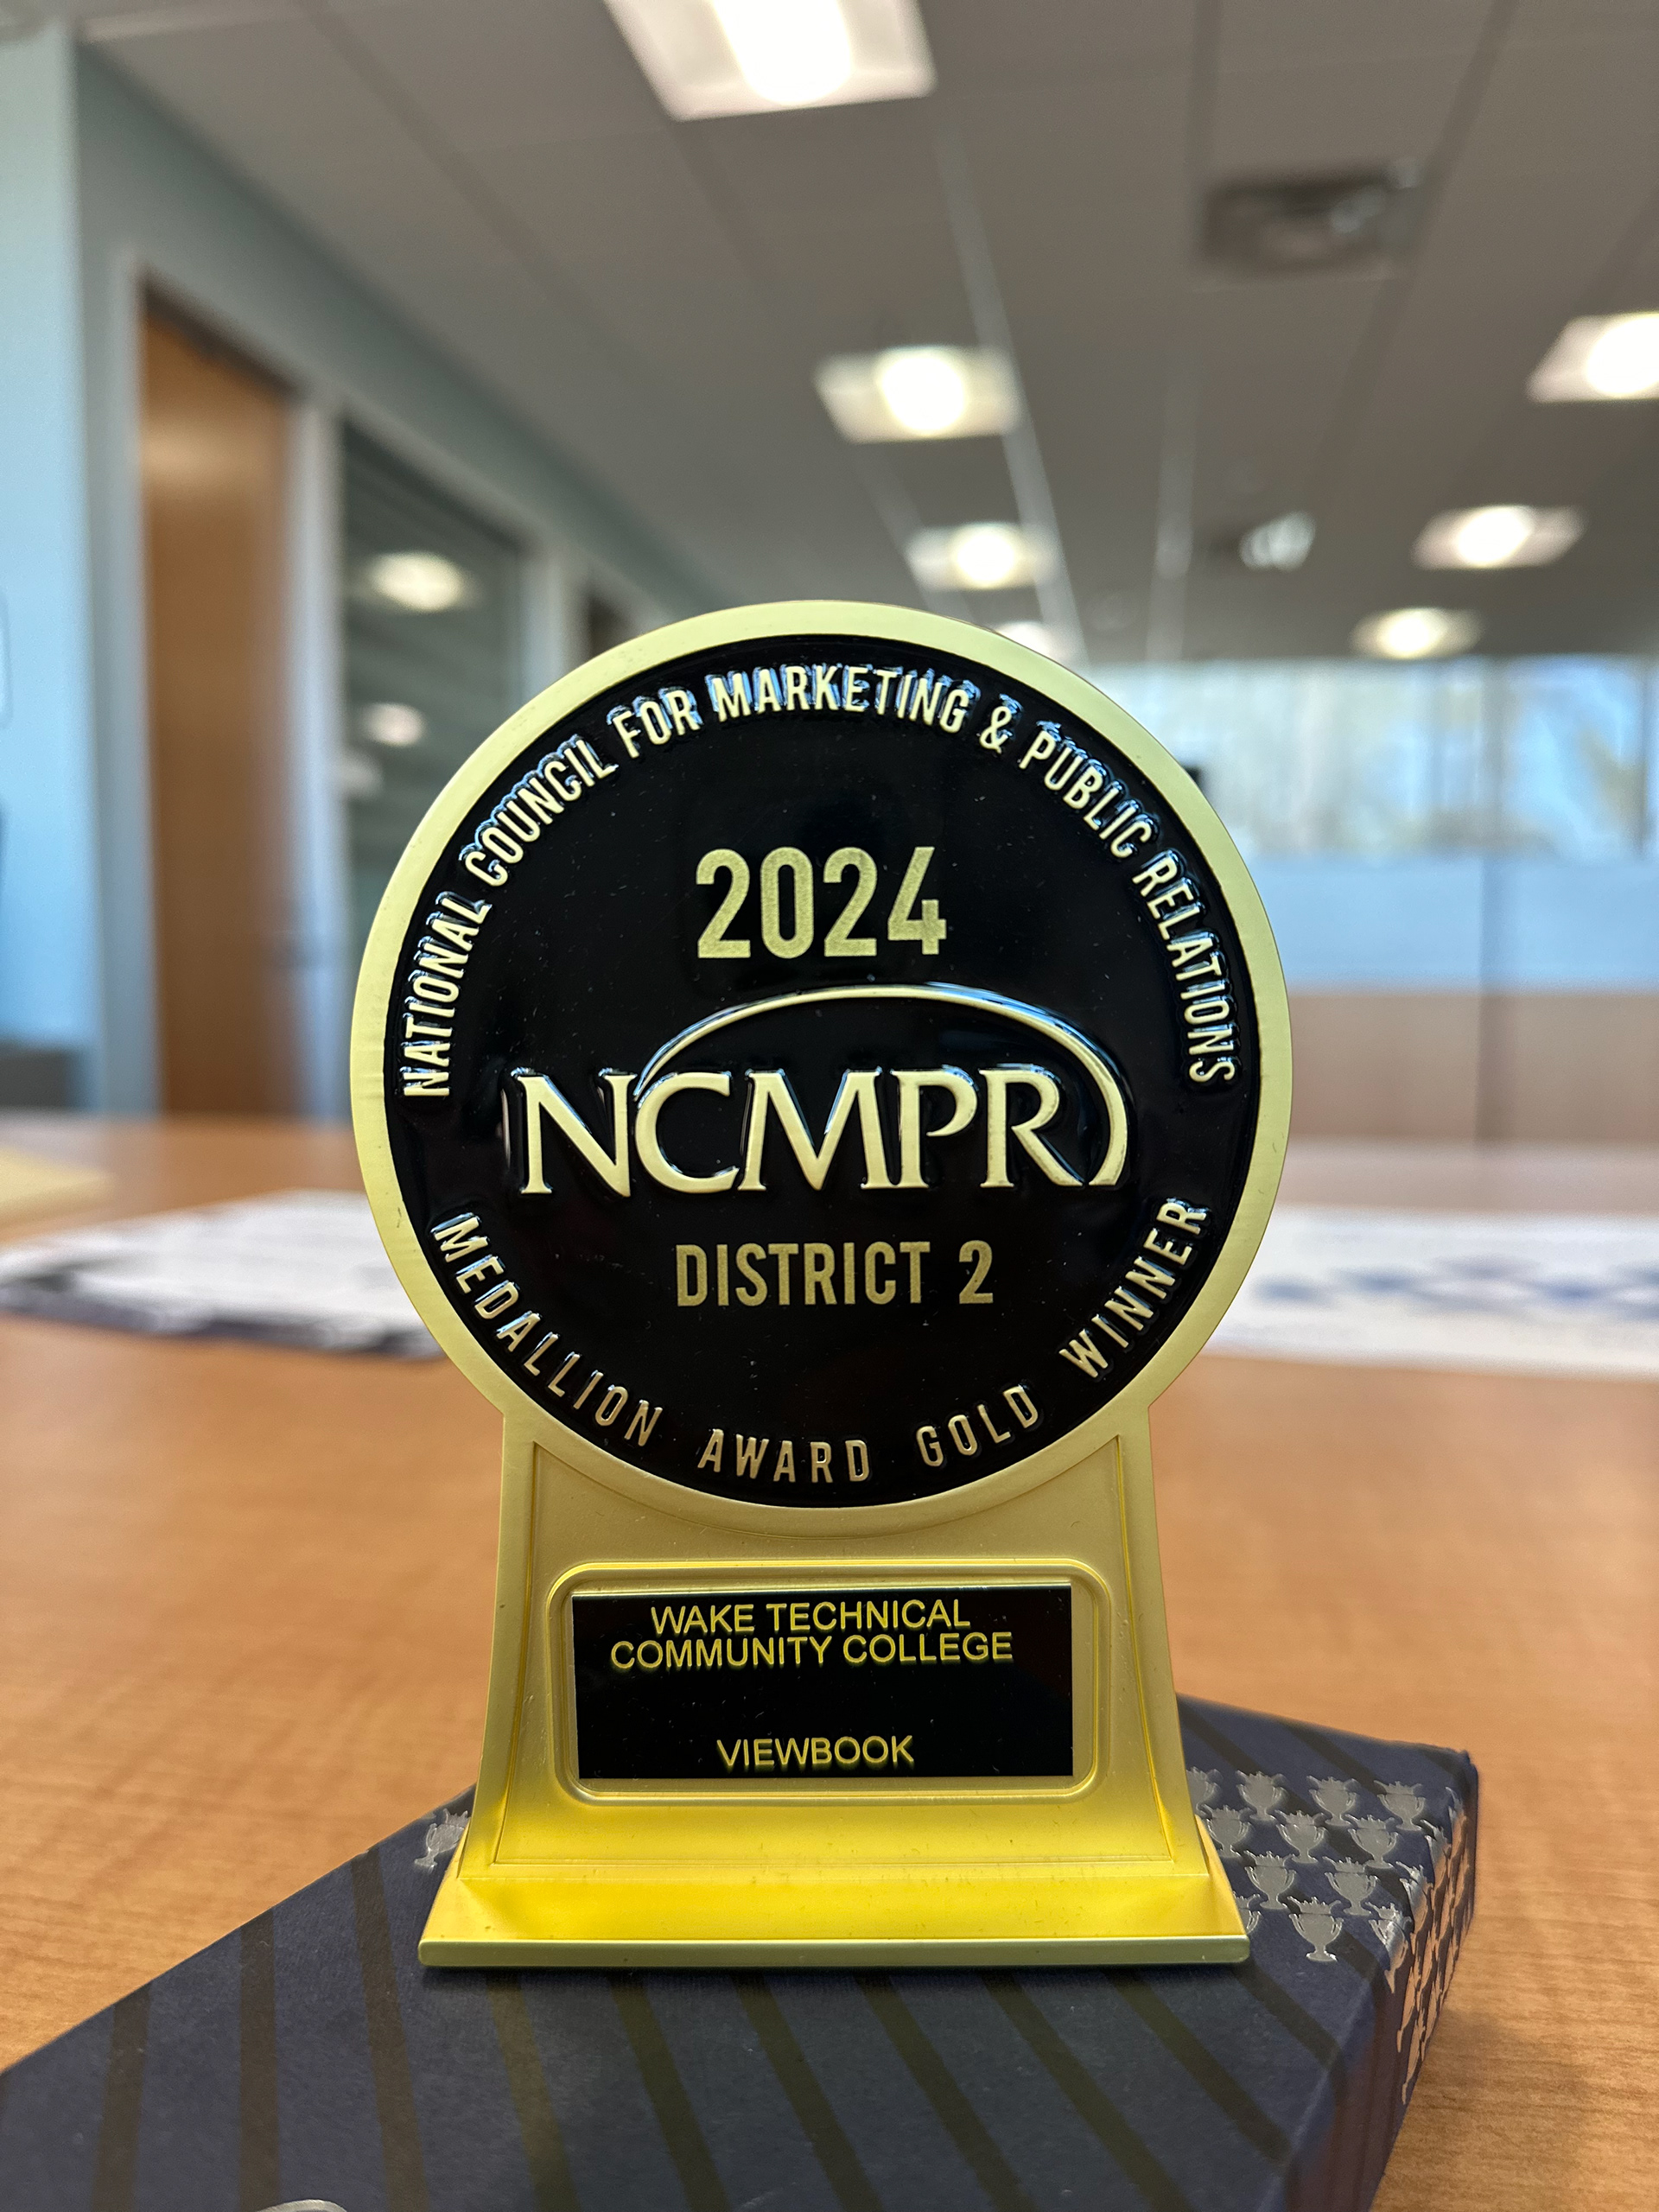 NATIONAL COUNCIL FOR MARKETING & PUBLIC RELATIONS
2024
NCMPR
DISTRICT 2
MEDALLION AWARD GOLD WINNER
WAKE TECHNICAL
COMMUNITY COLLEGE
VIEWBOOK